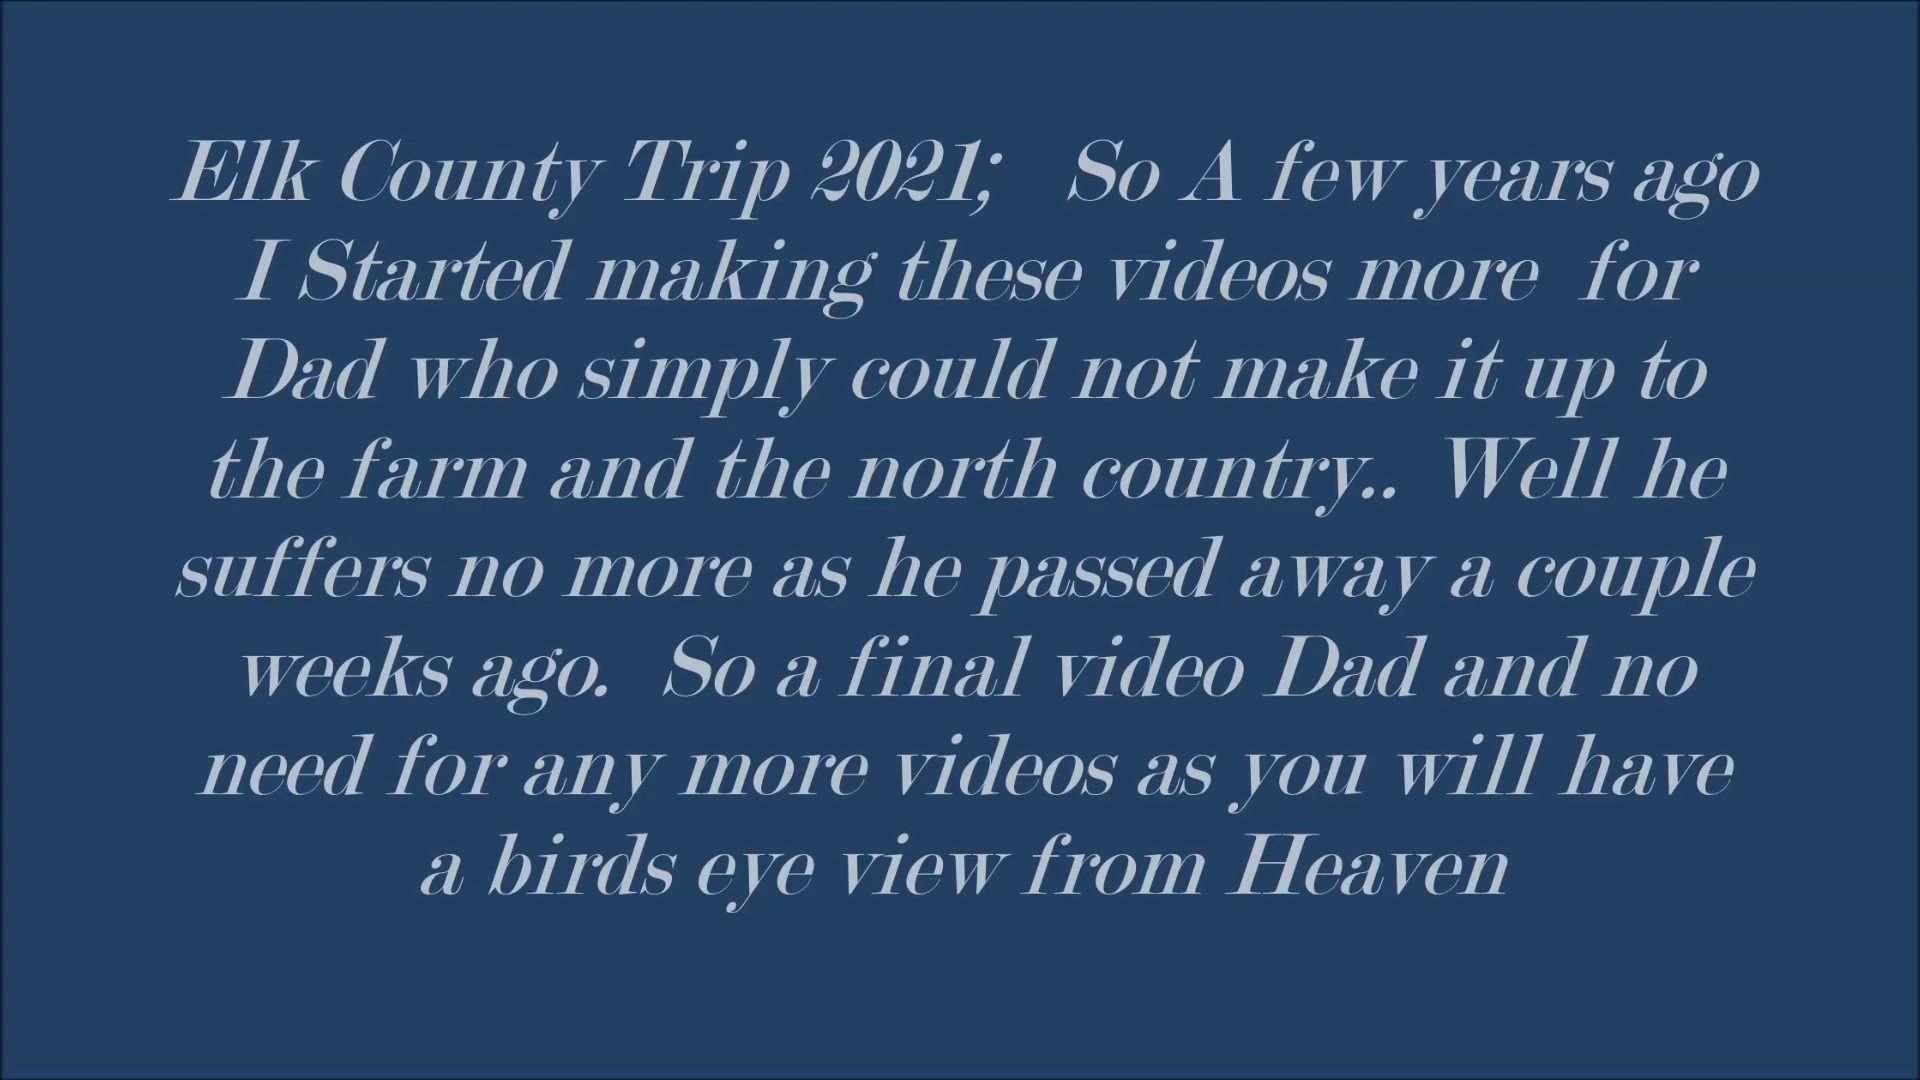 Elk County Trip 2021;   So A few years ago
I Started making these videos more  for
Dad who simply could not make it up to
the farm and the north country..  Well he
suffers no more as he passed away a couple
weeks ago.  So a final video Dad and no
need for any more videos as you will have
a birds eye view from Heaven